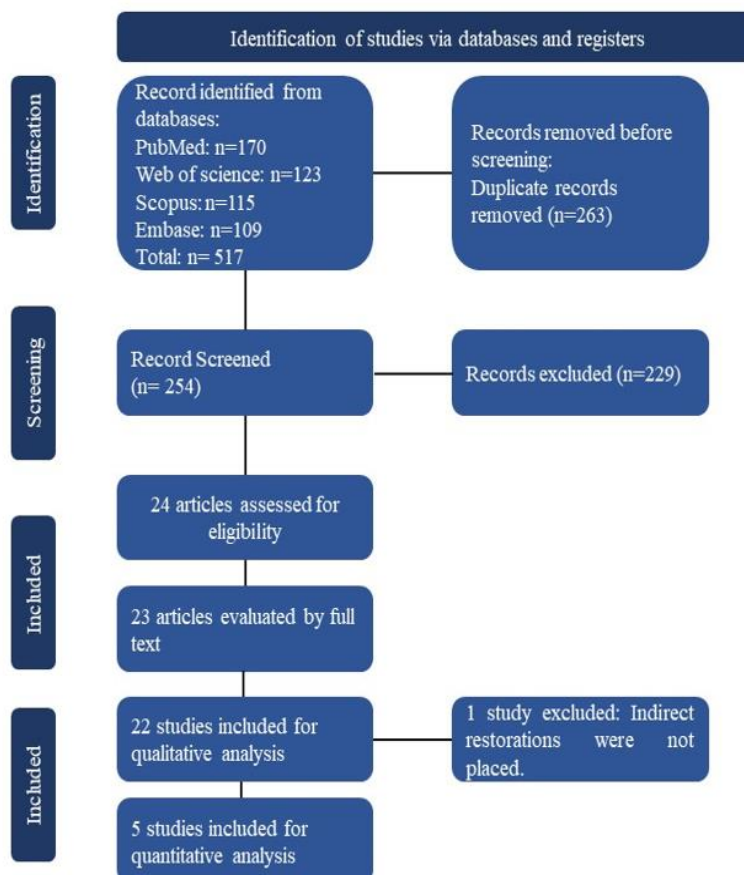 Identification of studies via databases and registers
Identification
Record identified from
databases:
PubMed: n=170
Web of science: n=123
Scopus: n=115
Embase: n=109
Total: n= 517
Records removed before
screening:
Duplicate records
removed (n=263)
Screening
Record Screened
(n= 254)
Records excluded (n=229)
Included
24 articles assessed for
eligibility
23 articles evaluated by full
text
Included
22 studies included for
qualitative analysis
1 study excluded: Indirect
restorations were not
placed.
5 studies included for
quantitative analysis